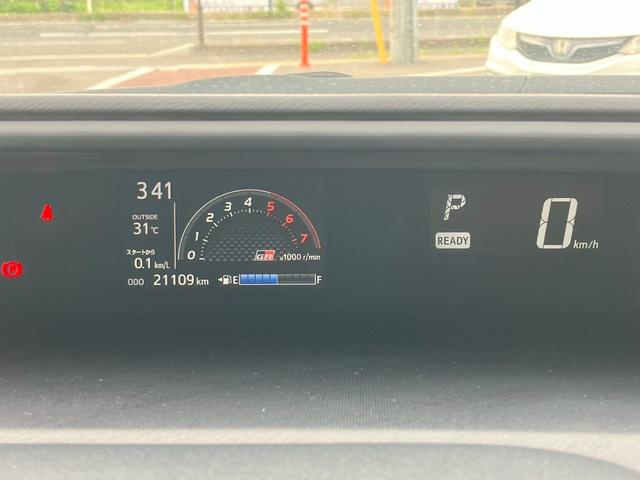 341
OUTSIDE
31℃
スタートから
0.1 km/L
ODO 21109 km
0 1 2 3 4 5 6 7
GR x1000 r/min
E F
P
READY
0 km/h
P